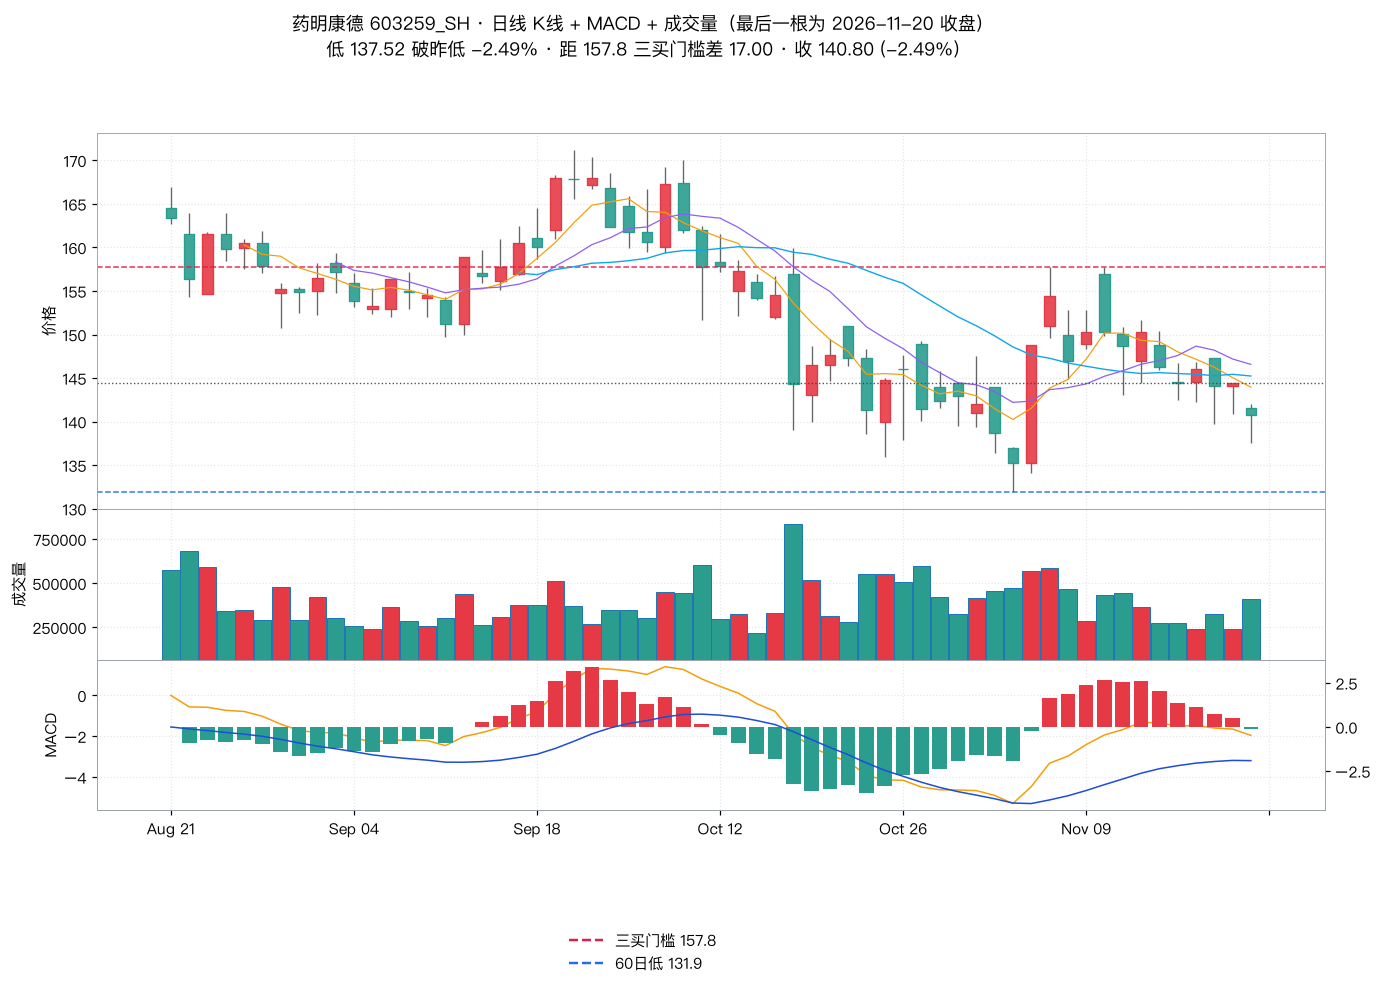 药明康德 603259_SH · 日线 K线 + MACD + 成交量（最后一根为 2026−11−20 收盘）
低 137.52 破昨低 −2.49% · 距 157.8 三买门槛差 17.00 · 收 140.80 (−2.49%)
价格
170
165
160
155
150
145
140
135
130
成交量
750000
500000
250000
MACD
0
−2
−4
2.5
0.0
−2.5
Aug 21
Sep 04
Sep 18
Oct 12
Oct 26
Nov 09
三买门槛 157.8
60日低 131.9